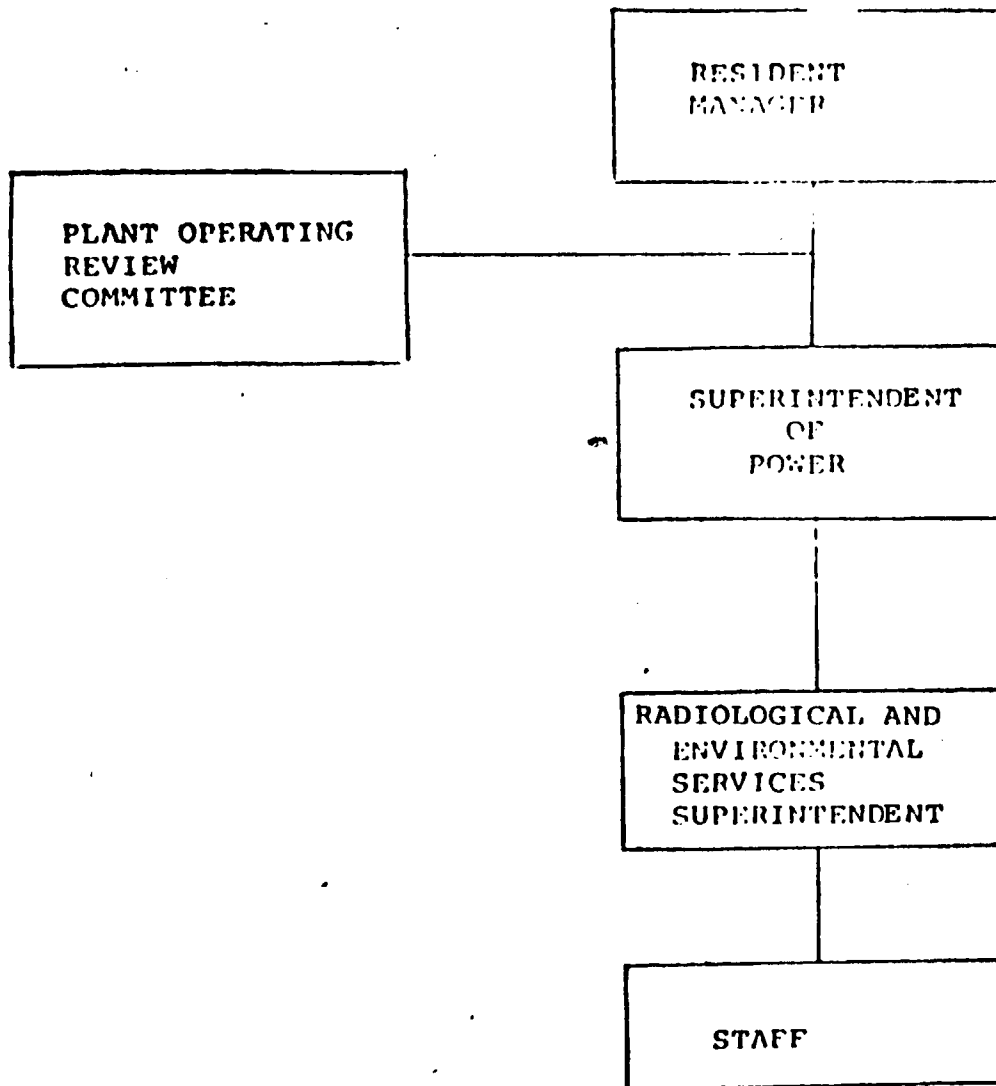 RESIDENT
MANAGER
PLANT OPERATING
REVIEW
COMMITTEE
SUPERINTENDENT
OF
POWER
RADIOLOGICAL AND
ENVIRONMENTAL
SERVICES
SUPERINTENDENT
STAFF